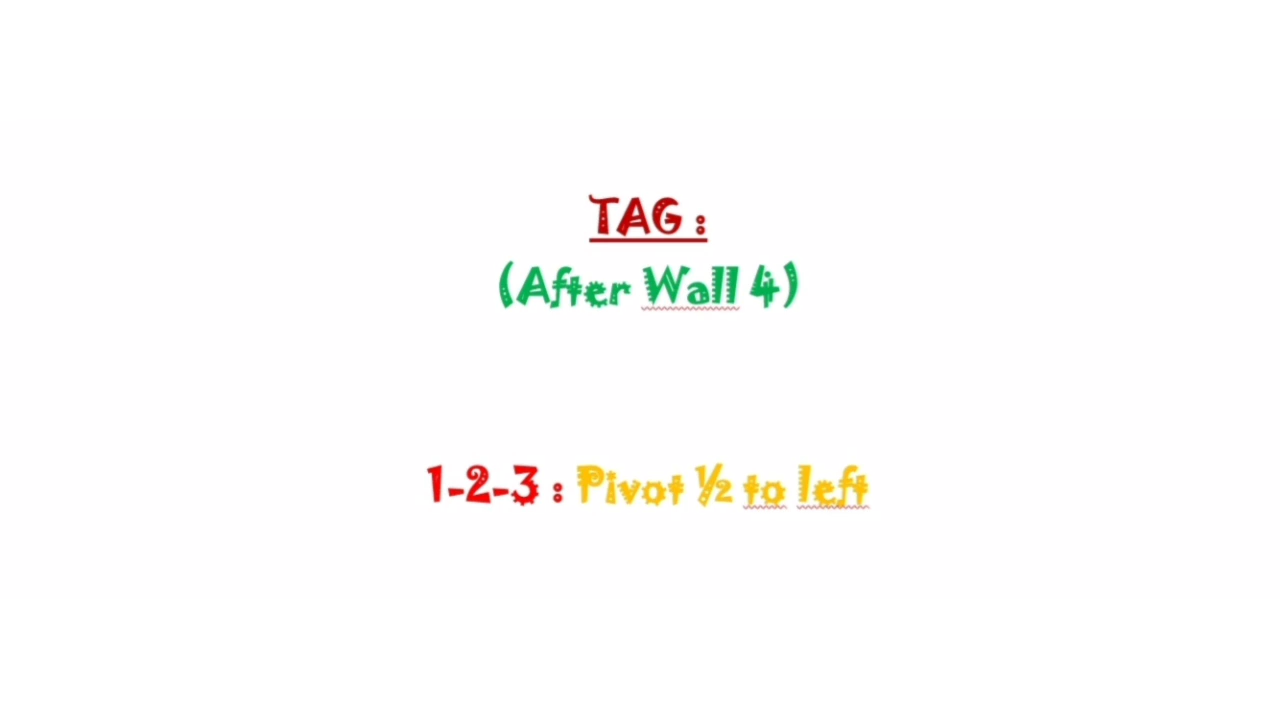 TAG :
(After Wall 4)
1-2-3 : Pivot ½ to left